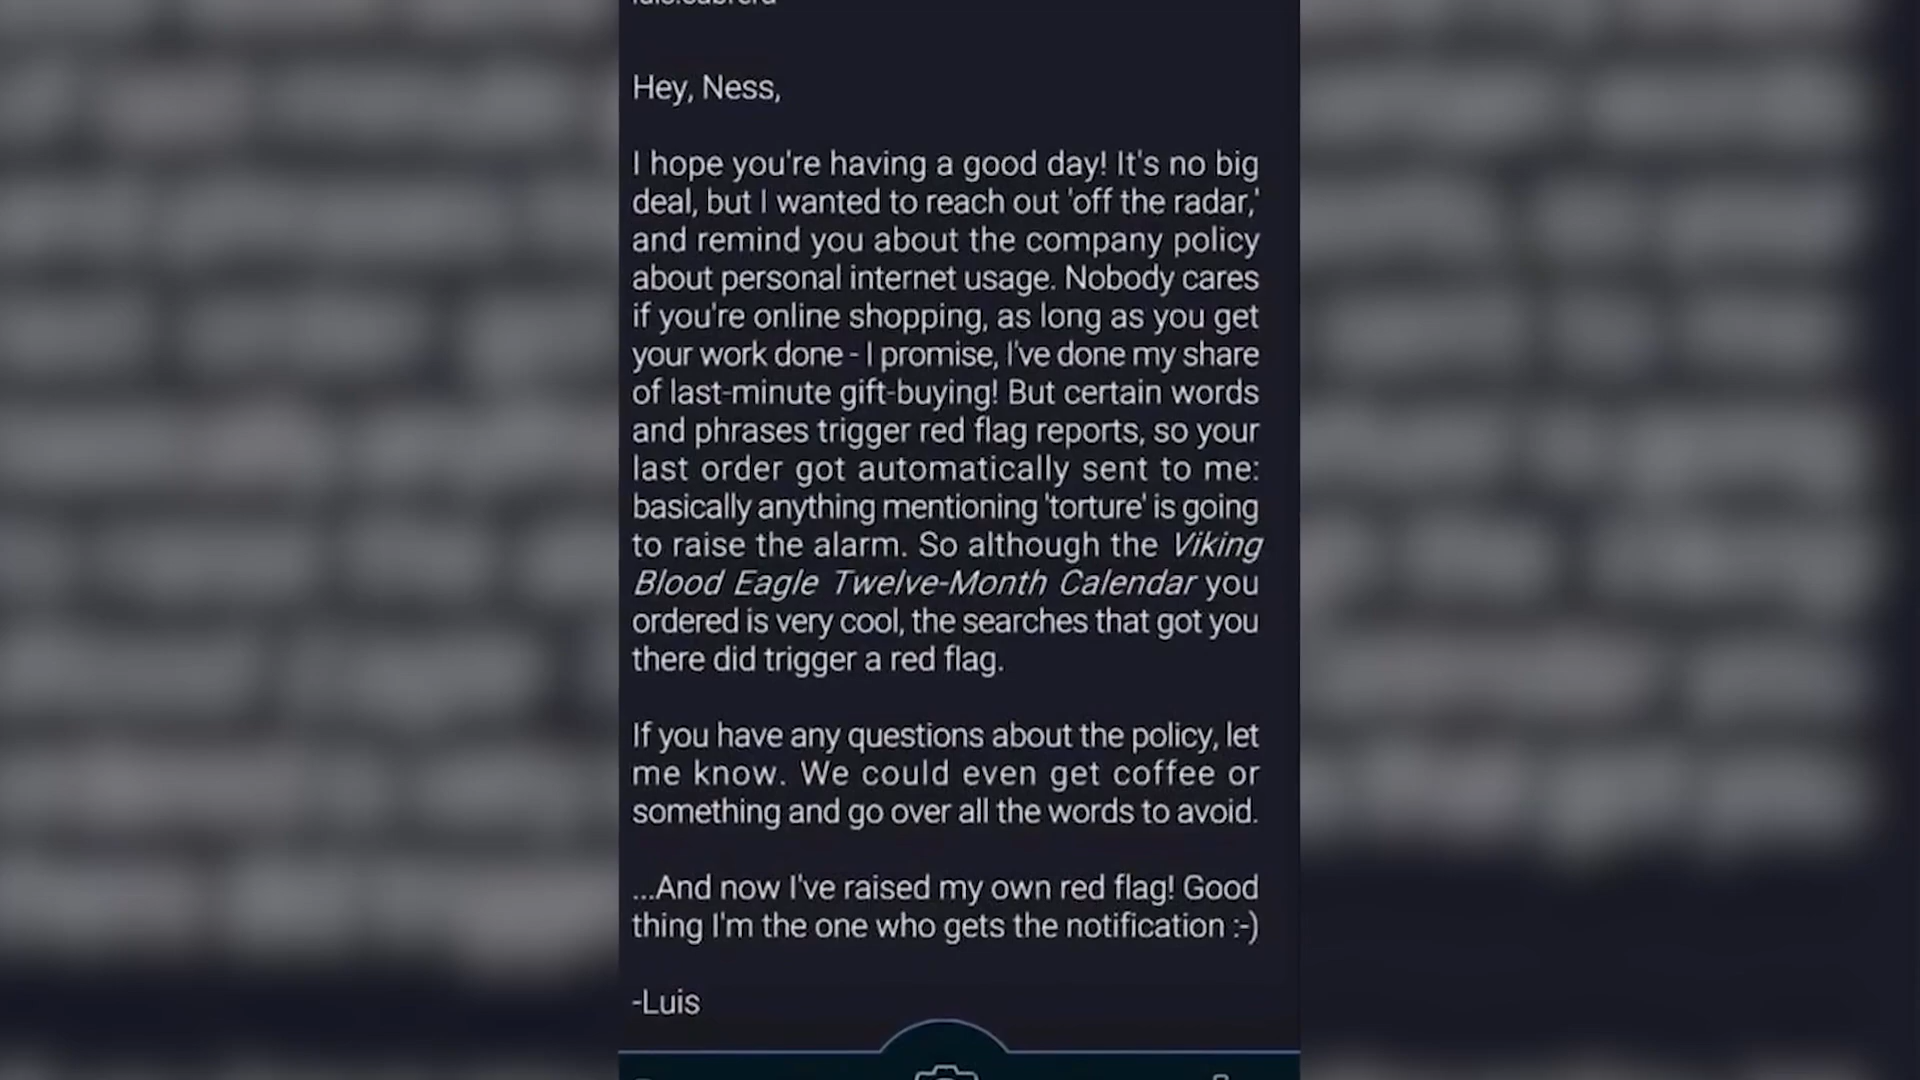 Hey, Ness,
I hope you're having a good day! It's no big
deal, but I wanted to reach out 'off the radar,'
and remind you about the company policy
about personal internet usage. Nobody cares
if you're online shopping, as long as you get
your work done - I promise, I've done my share
of last-minute gift-buying! But certain words
and phrases trigger red flag reports, so your
last order got automatically sent to me:
basically anything mentioning 'torture' is going
to raise the alarm. So although the Viking
Blood Eagle Twelve-Month Calendar you
ordered is very cool, the searches that got you
there did trigger a red flag.
If you have any questions about the policy, let
me know. We could even get coffee or
something and go over all the words to avoid.
...And now I've raised my own red flag! Good
thing I'm the one who gets the notification :-)
-Luis